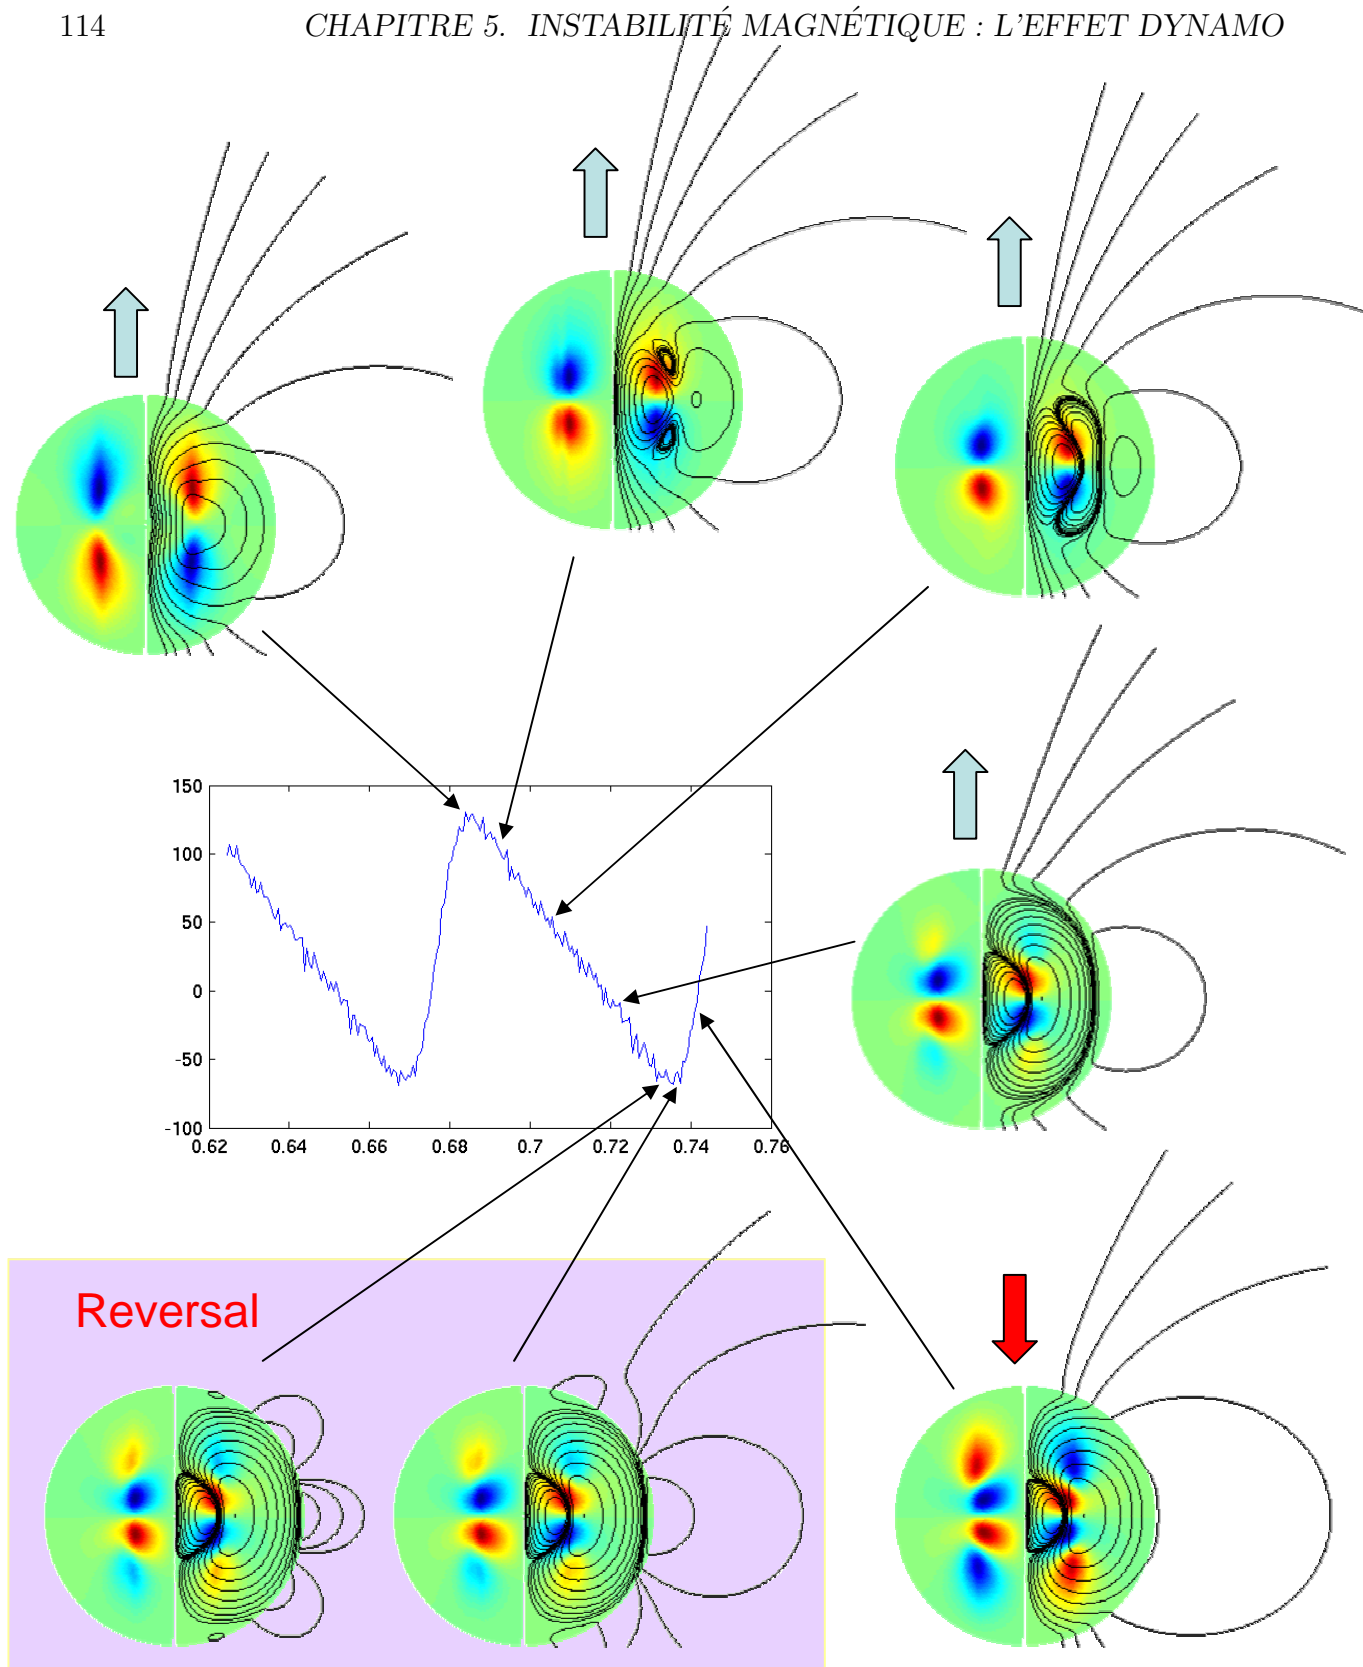 114 CHAPITRE 5. INSTABILITÉ MAGNÉTIQUE : L'EFFET DYNAMO
150
100
50
0
-50
-100
0.62 0.64 0.66 0.68 0.7 0.72 0.74 0.76
Reversal